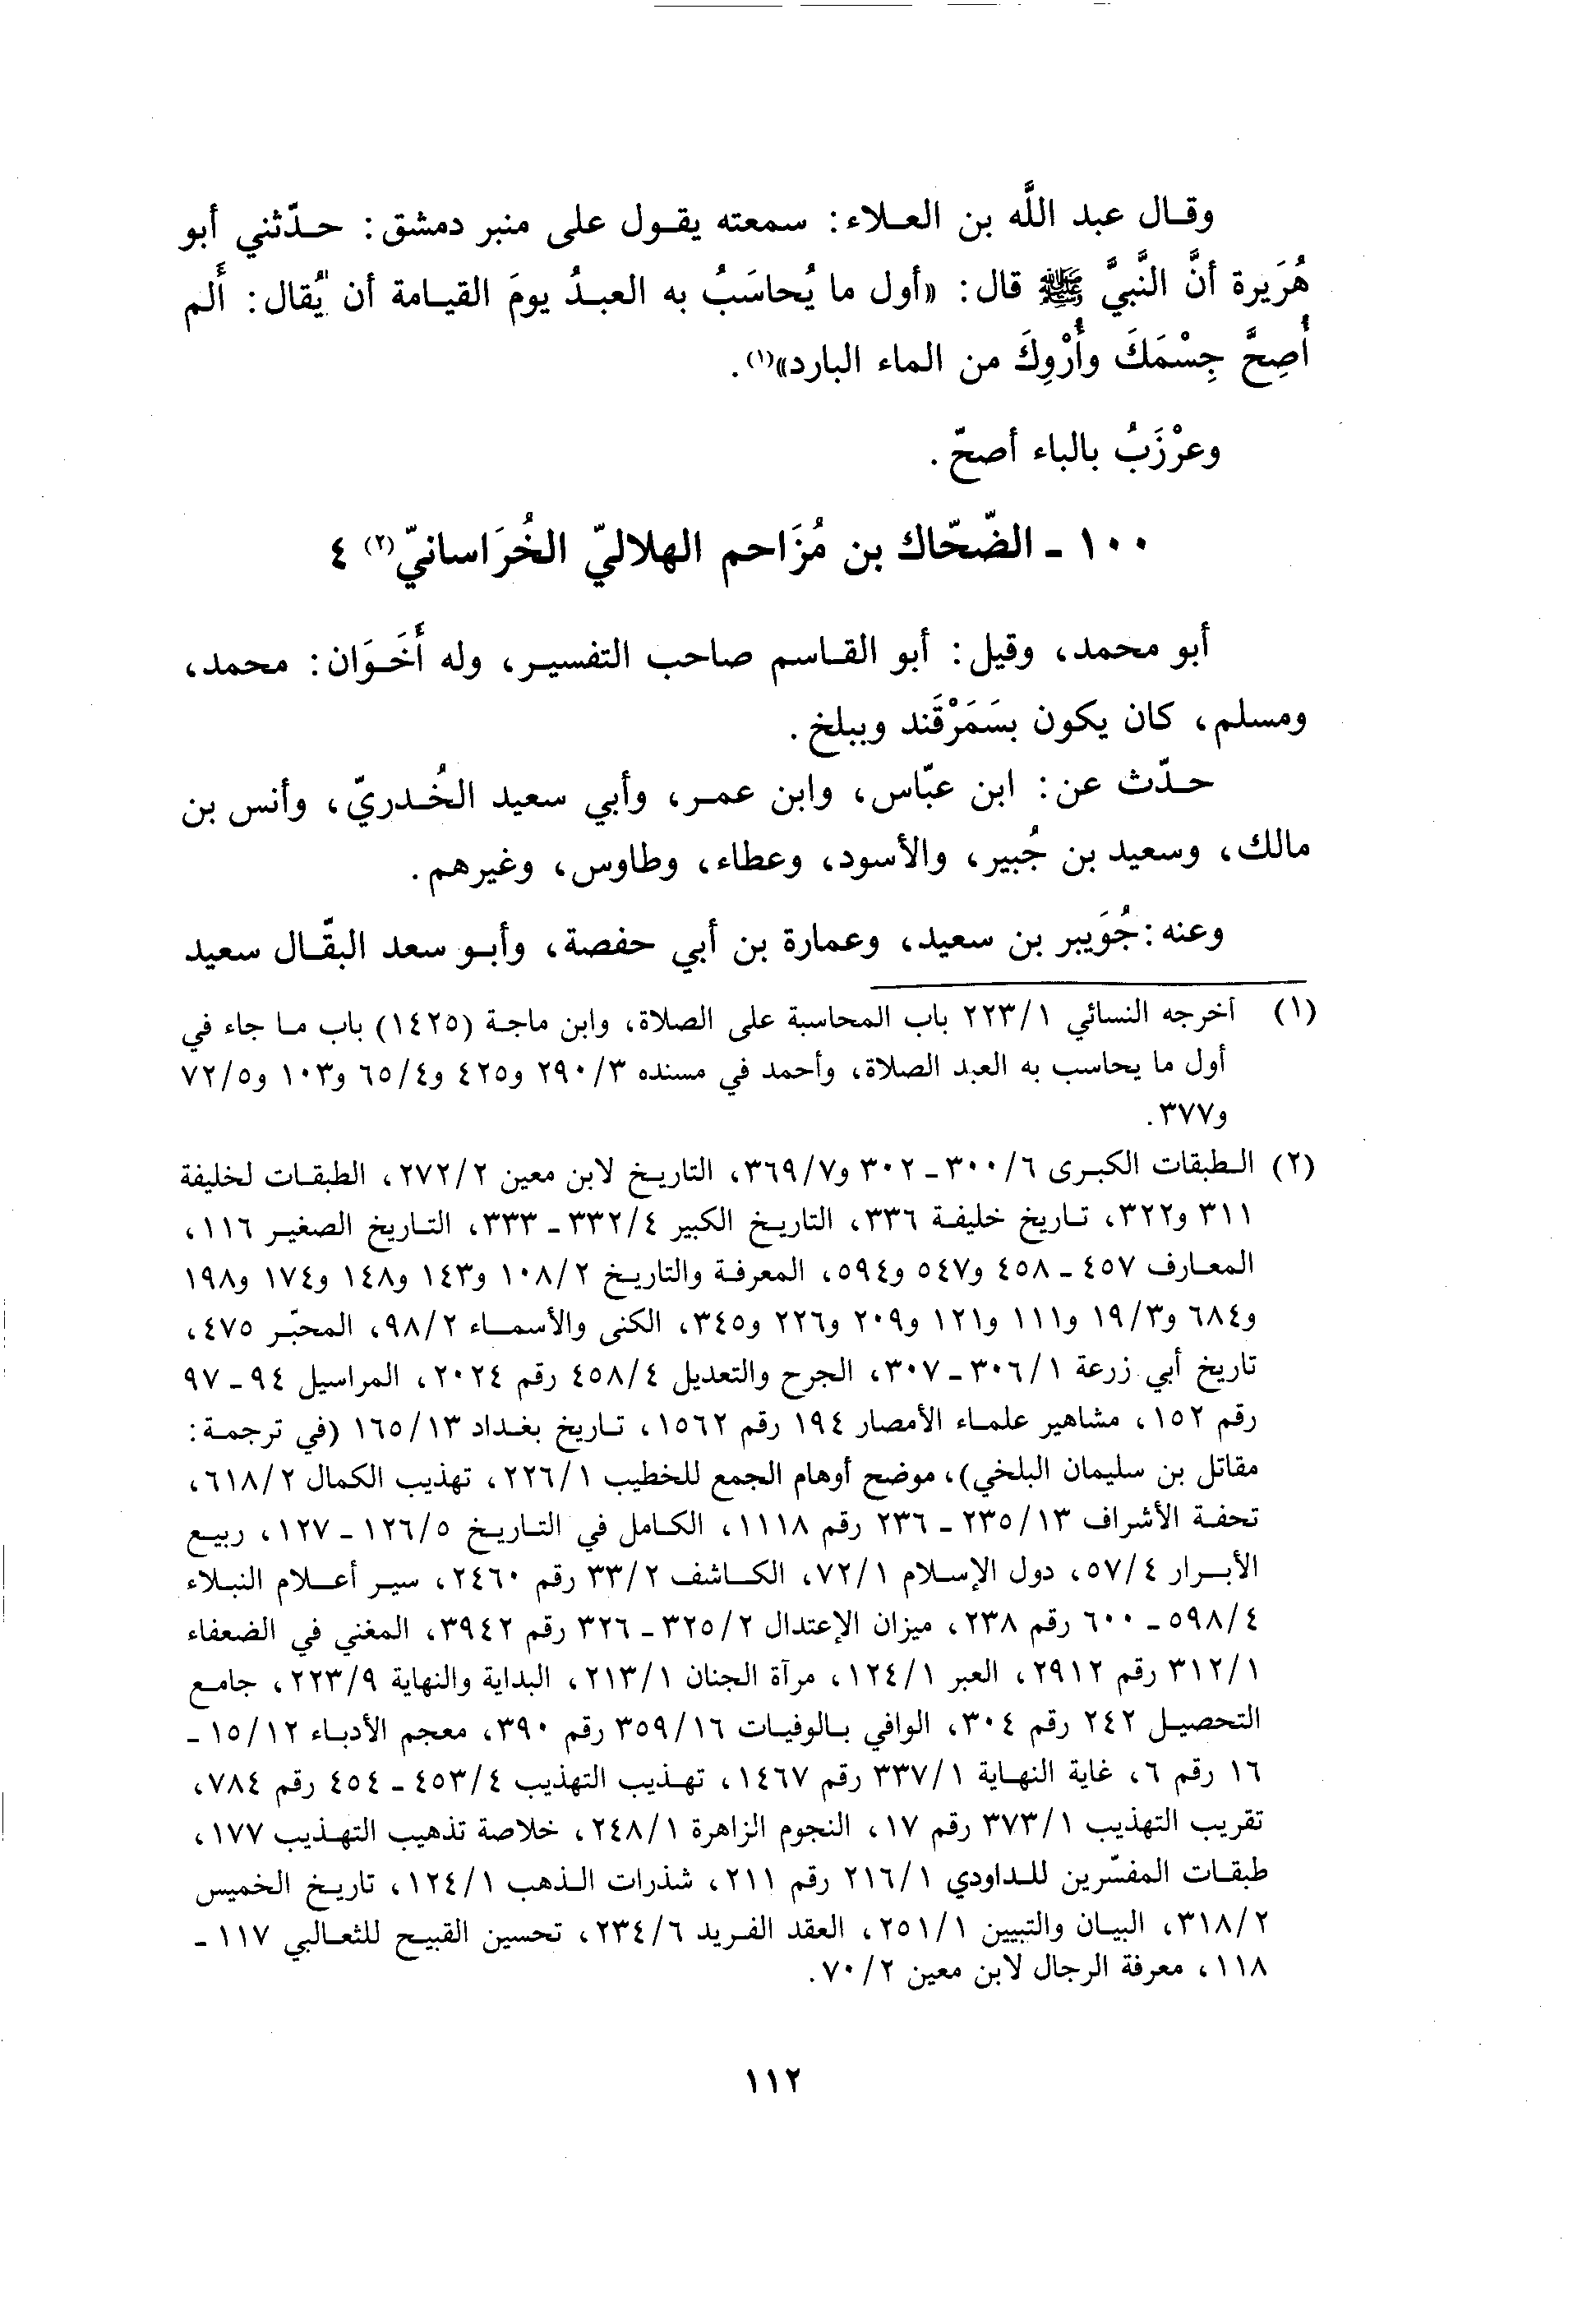 وقال عبد اللَّه بن العلاء: سمعته يقول على منبر دمشق: حدّثني أبو
هُرَيرة أنَّ النَّبيَّ ﷺ قال: «أول ما يُحاسَبُ به العبدُ يومَ القيامة أن يُقال: ألم
أُصِحَّ جِسْمَكَ وأُرْوِكَ من الماء البارد»(١).
وعرْزَبُ بالباء أصحّ.
١٠٠ ـ الضّحّاك بن مُزَاحم الهلاليّ الخُرَاسانيّ(٢) ٤
أبو محمد، وقيل: أبو القاسم صاحب التفسير، وله أَخَوَان: محمد،
ومسلم، كان يكون بسَمَرْقَند وببلخ.
حدّث عن: ابن عبّاس، وابن عمر، وأبي سعيد الخُدريّ، وأنس بن
مالك، وسعيد بن جُبير، والأسود، وعطاء، وطاوس، وغيرهم.
وعنه: جُوَيبر بن سعيد، وعمارة بن أبي حفصة، وأبو سعد البقّال سعيد
(١) أخرجه النسائي ٢٢٣/١ باب المحاسبة على الصلاة، وابن ماجة (١٤٢٥) باب ما جاء في
أول ما يحاسب به العبد الصلاة، وأحمد في مسنده ٢٩٠/٣ و٤٢٥ و٦٥/٤ و١٠٣ و٧٢/٥
و٣٧٧.
(٢) الطبقات الكبرى ٣٠٠/٦ ـ ٣٠٢ و٣٦٩/٧، التاريخ لابن معين ٢٧٢/٢، الطبقات لخليفة
٣١١ و٣٢٢، تاريخ خليفة ٣٣٦، التاريخ الكبير ٣٣٢/٤ ـ ٣٣٣، التاريخ الصغير ١١٦،
المعارف ٤٥٧ ـ ٤٥٨ و٥٤٧ و٥٩٤، المعرفة والتاريخ ١٠٨/٢ و١٤٣ و١٤٨ و١٧٤ و١٩٨
و٦٨٤ و١٩/٣ و١١١ و١٢١ و٢٠٩ و٢٢٦ و٣٤٥، الكنى والأسماء ٩٨/٢، المحبّر ٤٧٥،
تاريخ أبي زرعة ٣٠٦/١ ـ ٣٠٧، الجرح والتعديل ٤٥٨/٤ رقم ٢٠٢٤، المراسيل ٩٤ ـ ٩٧
رقم ١٥٢، مشاهير علماء الأمصار ١٩٤ رقم ١٥٦٢، تاريخ بغداد ١٦٥/١٣ (في ترجمة:
مقاتل بن سليمان البلخي)، موضح أوهام الجمع للخطيب ٢٢٦/١، تهذيب الكمال ٦١٨/٢،
تحفة الأشراف ٢٣٥/١٣ ـ ٢٣٦ رقم ١١١٨، الكامل في التاريخ ١٢٦/٥ ـ ١٢٧، ربيع
الأبرار ٥٧/٤، دول الإسلام ٧٢/١، الكاشف ٣٣/٢ رقم ٢٤٦٠، سير أعلام النبلاء
٥٩٨/٤ ـ ٦٠٠ رقم ٢٣٨، ميزان الإعتدال ٣٢٥/٢ ـ ٣٢٦ رقم ٣٩٤٢، المغني في الضعفاء
٣١٢/١ رقم ٢٩١٢، العبر ١٢٤/١، مرآة الجنان ٢١٣/١، البداية والنهاية ٢٢٣/٩، جامع
التحصيل ٢٤٢ رقم ٣٠٤، الوافي بالوفيات ٣٥٩/١٦ رقم ٣٩٠، معجم الأدباء ١٥/١٢ ـ
١٦ رقم ٦، غاية النهاية ٣٣٧/١ رقم ١٤٦٧، تهذيب التهذيب ٤٥٣/٤ ـ ٤٥٤ رقم ٧٨٤،
تقريب التهذيب ٣٧٣/١ رقم ١٧، النجوم الزاهرة ٢٤٨/١، خلاصة تذهيب التهذيب ١٧٧،
طبقات المفسّرين للداودي ٢١٦/١ رقم ٢١١، شذرات الذهب ١٢٤/١، تاريخ الخميس
٣١٨/٢، البيان والتبيين ٢٥١/١، العقد الفريد ٢٣٤/٦، تحسين القبيح للثعالبي ١١٧ ـ
١١٨، معرفة الرجال لابن معين ٧٠/٢.
١١٢